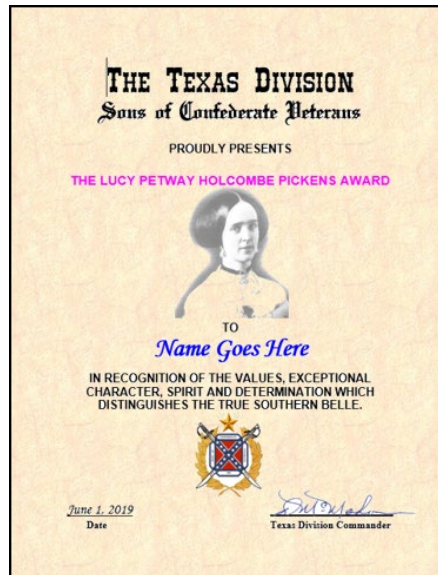 THE TEXAS DIVISION
Sons of Confederate Veterans
PROUDLY PRESENTS
THE LUCY PETWAY HOLCOMBE PICKENS AWARD
TO
Name Goes Here
IN RECOGNITION OF THE VALUES, EXCEPTIONAL
CHARACTER, SPIRIT AND DETERMINATION WHICH
DISTINGUISHES THE TRUE SOUTHERN BELLE.
June 1, 2019
Date
Texas Division Commander